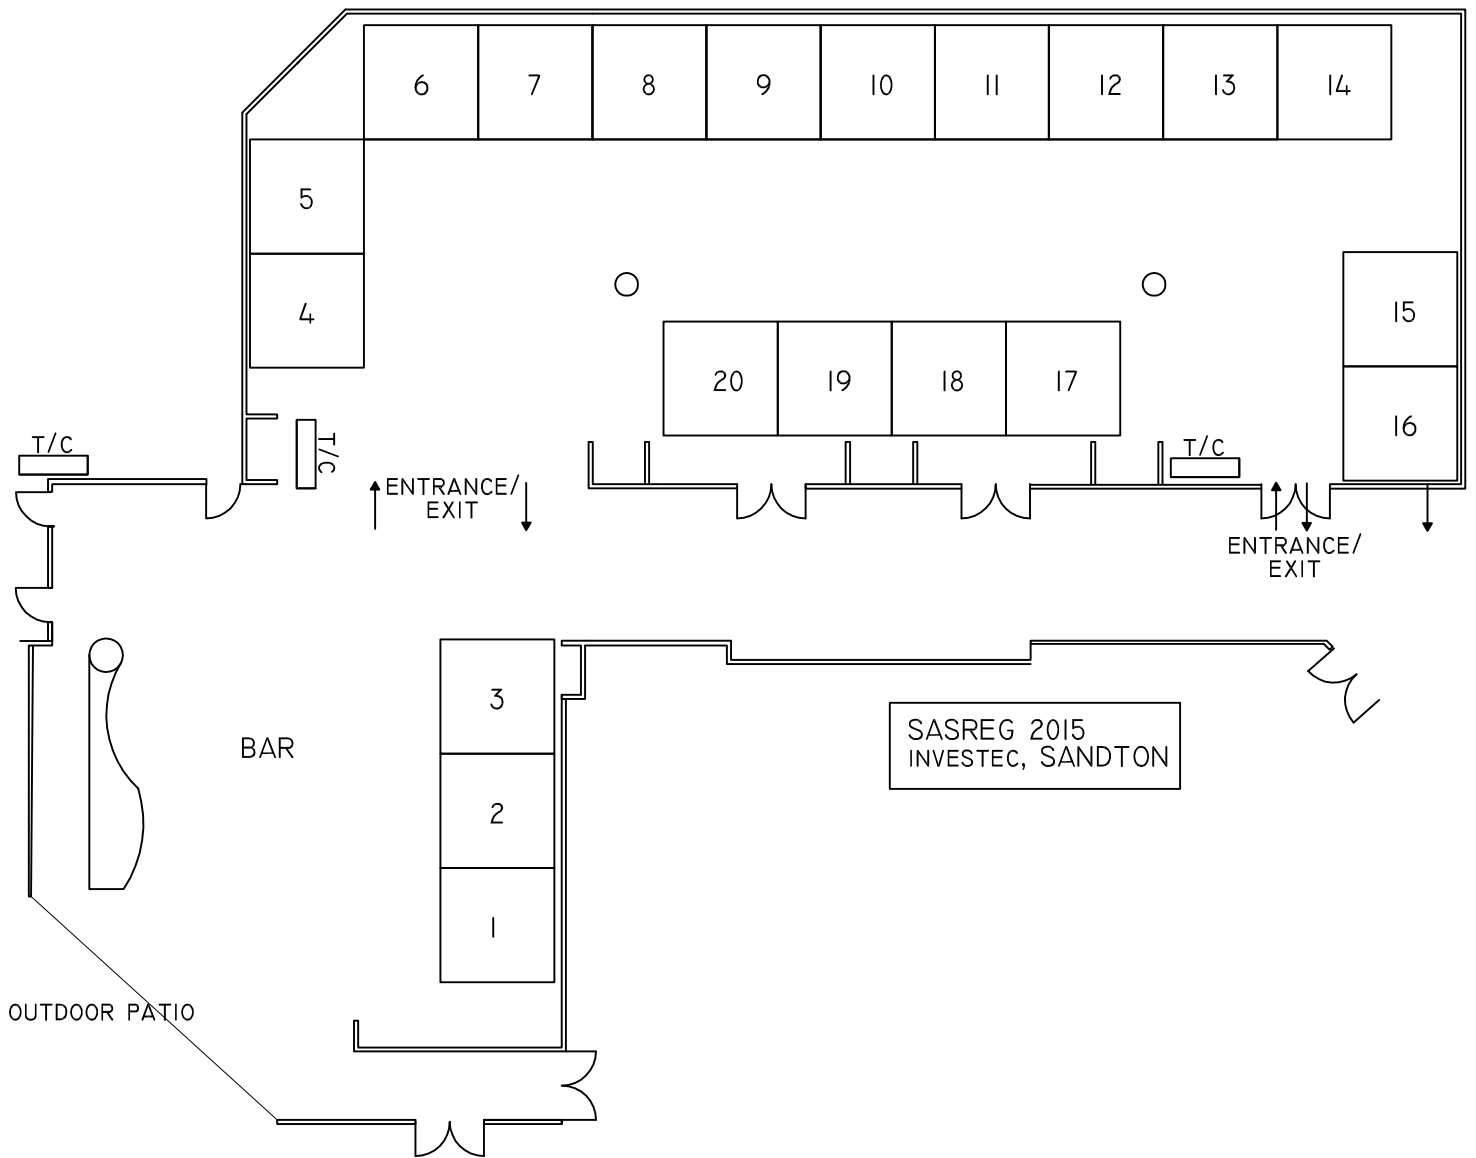 6
7
8
9
10
11
12
13
14
5
4
15
16
20
19
18
17
T/C
T/C
T/C
ENTRANCE/
EXIT
ENTRANCE/
EXIT
3
2
1
BAR
SASREG 2015
INVESTEC, SANDTON
OUTDOOR PATIO